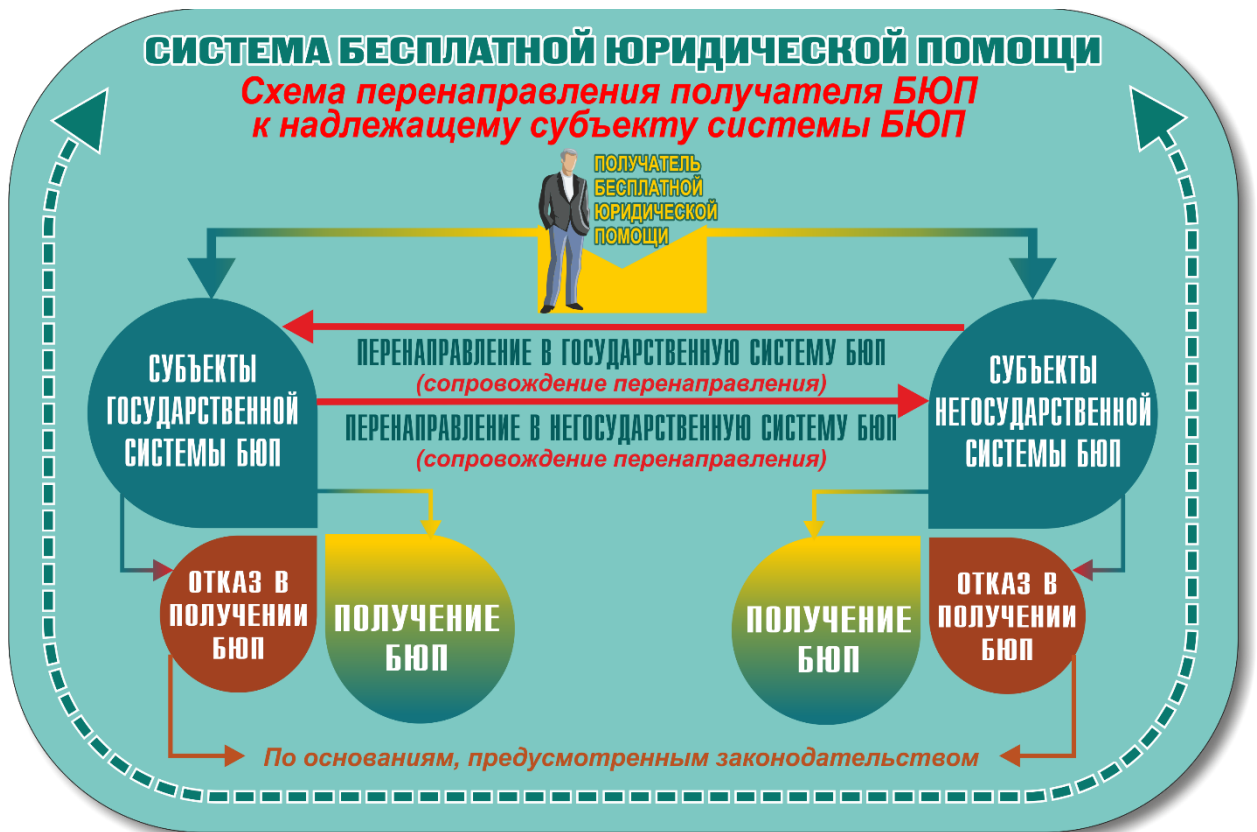 СИСТЕМА БЕСПЛАТНОЙ ЮРИДИЧЕСКОЙ ПОМОЩИ
Схема перенаправления получателя БЮП
к надлежащему субъекту системы БЮП
ПОЛУЧАТЕЛЬ
БЕСПЛАТНОЙ
ЮРИДИЧЕСКОЙ
ПОМОЩИ
СУБЪЕКТЫ
ГОСУДАРСТВЕННОЙ
СИСТЕМЫ БЮП
ПЕРЕНАПРАВЛЕНИЕ В ГОСУДАРСТВЕННУЮ СИСТЕМУ БЮП
(сопровождение перенаправления)
ПЕРЕНАПРАВЛЕНИЕ В НЕГОСУДАРСТВЕННУЮ СИСТЕМУ БЮП
(сопровождение перенаправления)
СУБЪЕКТЫ
НЕГОСУДАРСТВЕННОЙ
СИСТЕМЫ БЮП
ОТКАЗ В
ПОЛУЧЕНИИ
БЮП
ПОЛУЧЕНИЕ
БЮП
ПОЛУЧЕНИЕ
БЮП
ОТКАЗ В
ПОЛУЧЕНИИ
БЮП
По основаниям, предусмотренным законодательством